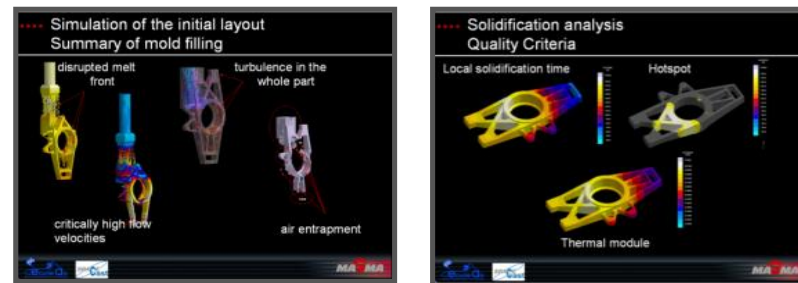 Simulation of the initial layout
Summary of mold filling
disrupted melt
front
turbulence in the
whole part
critically high flow
velocities
air entrapment
MAGMA
Solidification analysis
Quality Criteria
Local solidification time
Hotspot
Thermal module
MAGMA